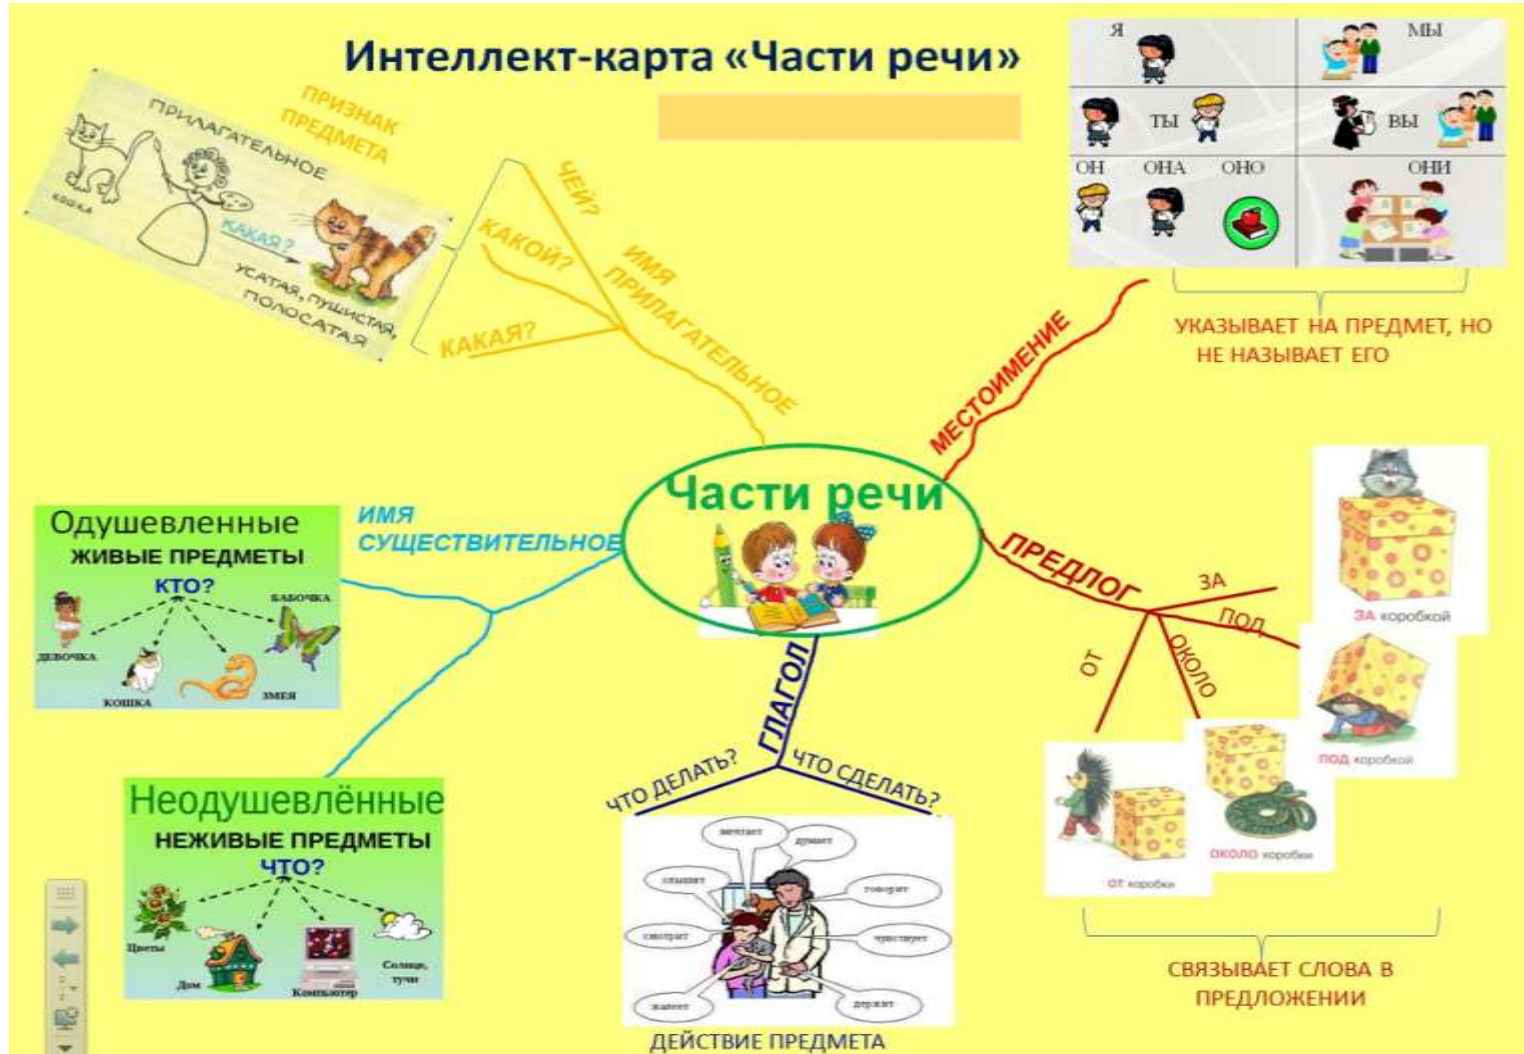 Интеллект-карта «Части речи»
ПРИЗНАК
ПРЕДМЕТА
ПРИЛАГАТЕЛЬНОЕ
КОШКА
КАКАЯ?
УСАТАЯ, ПУШИСТАЯ,
ПОЛОСАТАЯ
ЧЕЙ?
КАКОЙ?
КАКАЯ?
ИМЯ
ПРИЛАГАТЕЛЬНОЕ
Я
МЫ
ТЫ
ВЫ
ОН
ОНА
ОНО
ОНИ
УКАЗЫВАЕТ НА ПРЕДМЕТ, НО
НЕ НАЗЫВАЕТ ЕГО
МЕСТОИМЕНИЕ
Части речи
ИМЯ
СУЩЕСТВИТЕЛЬНОЕ
Одушевленные
ЖИВЫЕ ПРЕДМЕТЫ
КТО?
БАБОЧКА
ДЕВОЧКА
КОШКА
ЗМЕЯ
Неодушевлённые
НЕЖИВЫЕ ПРЕДМЕТЫ
ЧТО?
Цветы
Дом
Компьютер
Солнце,
тучи
ГЛАГОЛ
ЧТО ДЕЛАТЬ?
ЧТО СДЕЛАТЬ?
мечтает
думает
слышит
говорит
смотрит
чувствует
жалеет
держит
ДЕЙСТВИЕ ПРЕДМЕТА
ПРЕДЛОГ
ЗА
ПОД
ОКОЛО
ОТ
ЗА коробкой
ПОД коробкой
ОКОЛО коробки
ОТ коробки
СВЯЗЫВАЕТ СЛОВА В
ПРЕДЛОЖЕНИИ